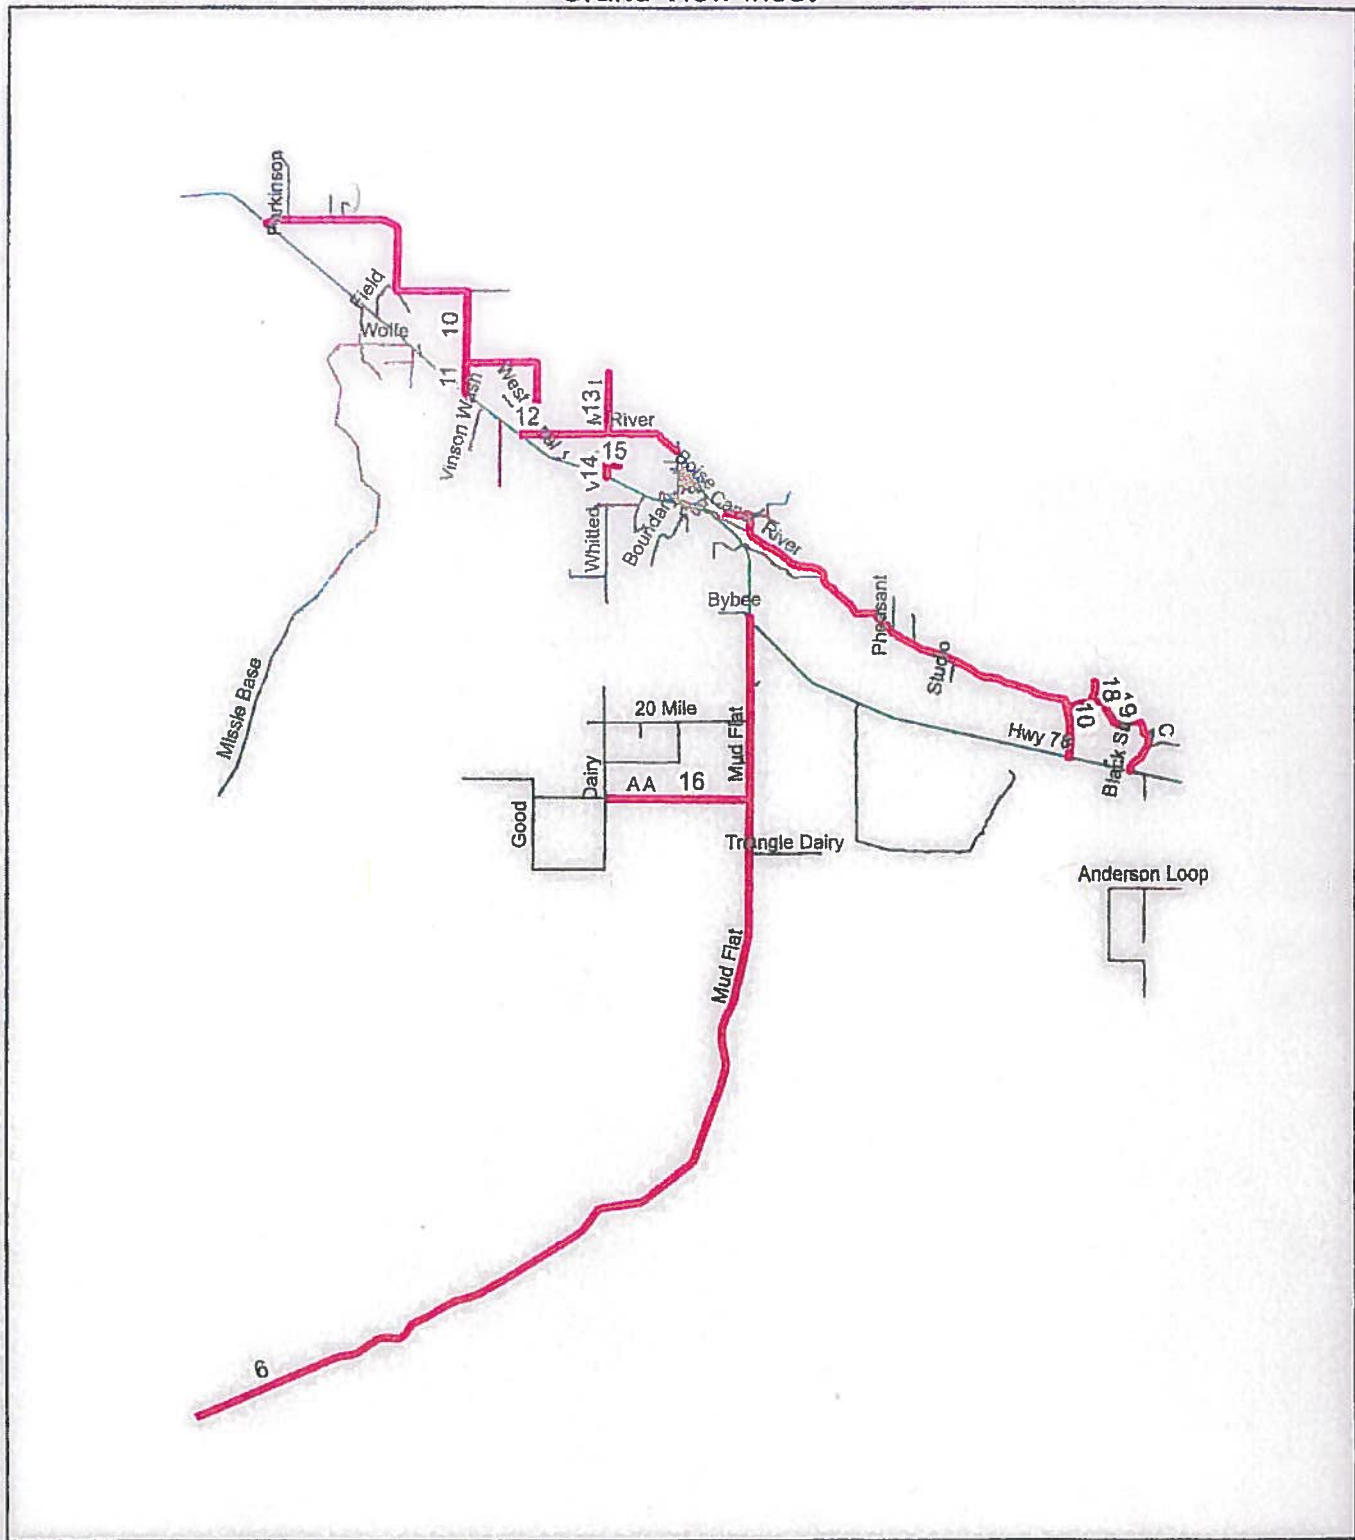 Parkinson
Field
Wolfe
10
11
Vinson Wash
West
12
13
River
15
14
Boise
River
Whitted
Boundary
Bybee
Pheasant
Studio
Missle Base
20 Mile
Mud Flat
Dairy
AA
16
Good
Triangle Dairy
Hwy 78
10
18
19
C
Anderson Loop
Mud Flat
6